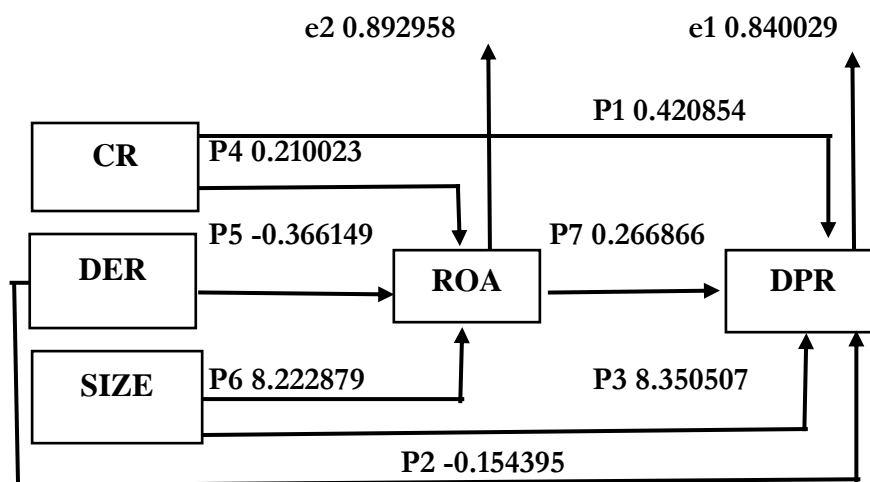 e2 0.892958
e1 0.840029
P1 0.420854
CR
P4 0.210023
P5 -0.366149
P7 0.266866
DER
ROA
DPR
SIZE
P6 8.222879
P3 8.350507
P2 -0.154395